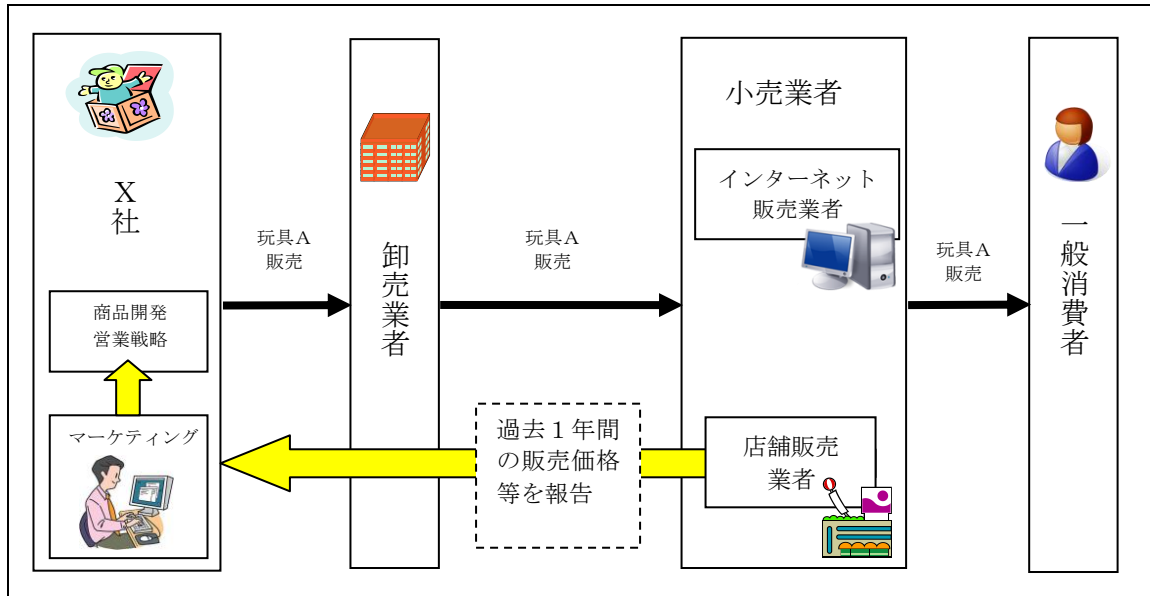 X
社
商品開発
営業戦略
マーケティング
玩具A
販売
卸売業者
玩具A
販売
過去１年間
の販売価格
等を報告
小売業者
インターネット
販売業者
店舗販売
業者
玩具A
販売
一般消費者